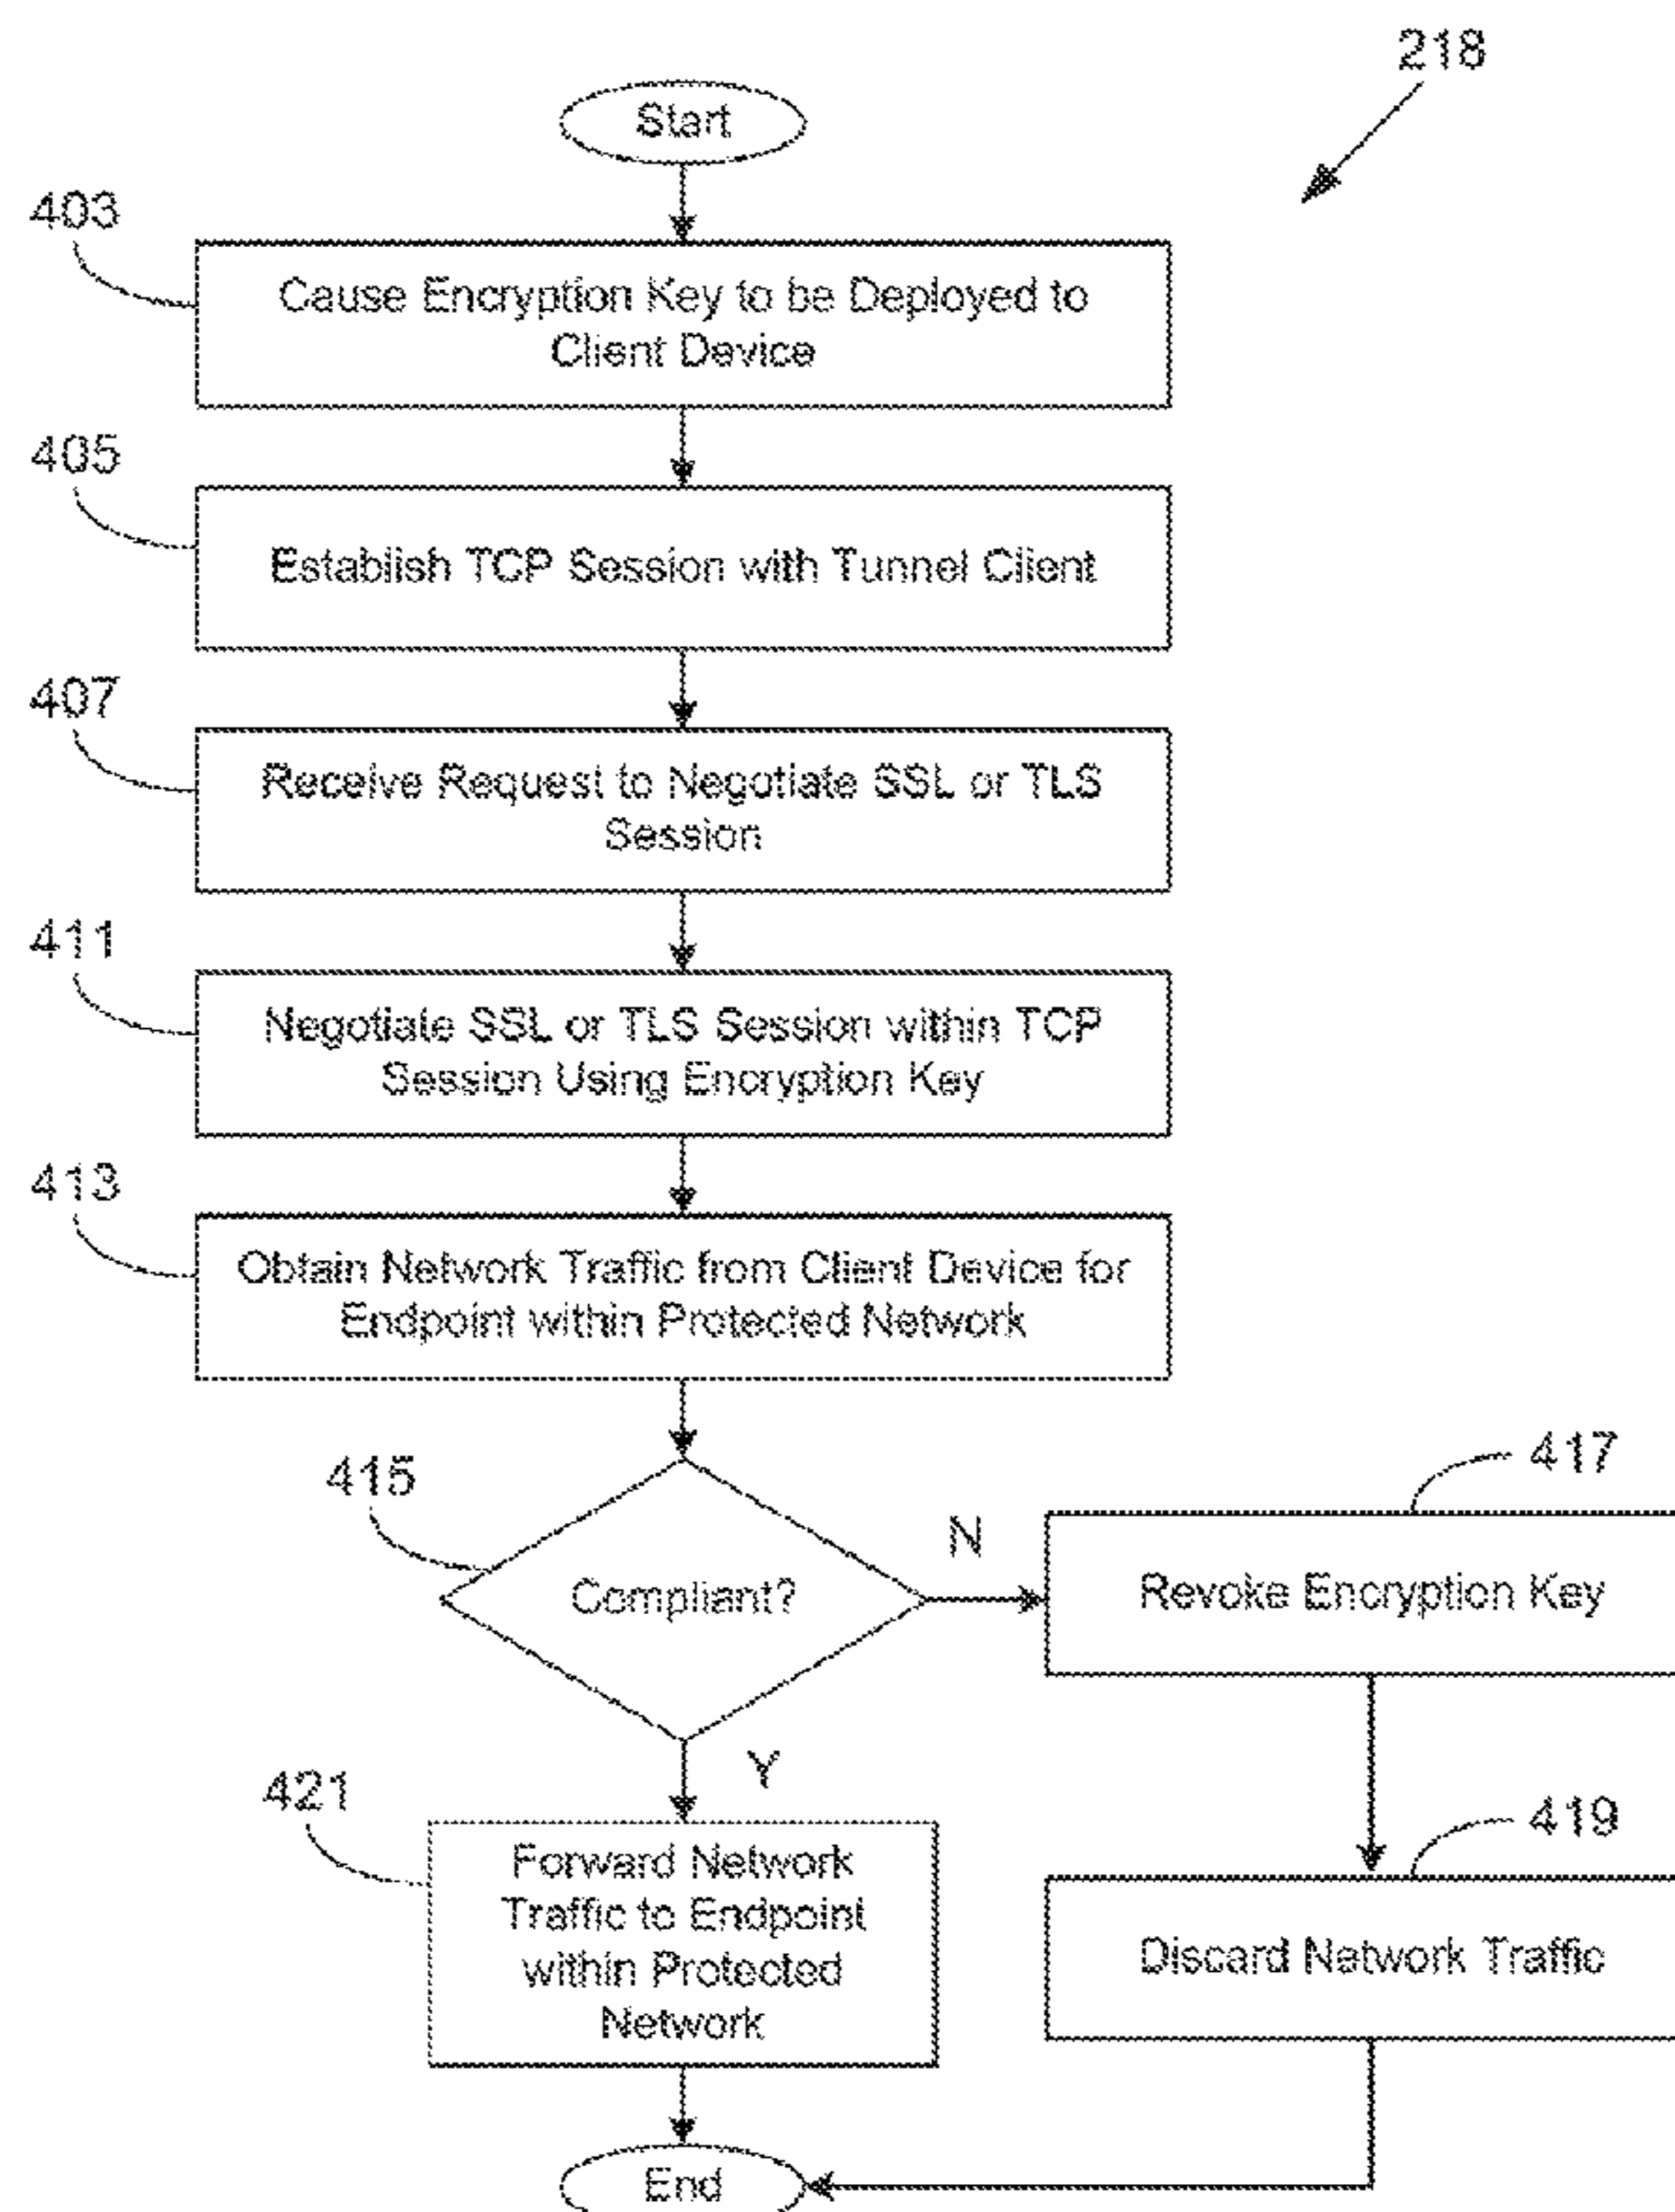 218
Start
403
Cause Encryption Key to be Deployed to
Client Device
405
Establish TCP Session with Tunnel Client
407
Receive Request to Negotiate SSL or TLS
Session
411
Negotiate SSL or TLS Session within TCP
Session Using Encryption Key
413
Obtain Network Traffic from Client Device for
Endpoint within Protected Network
415
Compliant?
N
417
Revoke Encryption Key
Y
421
Forward Network
Traffic to Endpoint
within Protected
Network
419
Discard Network Traffic
End